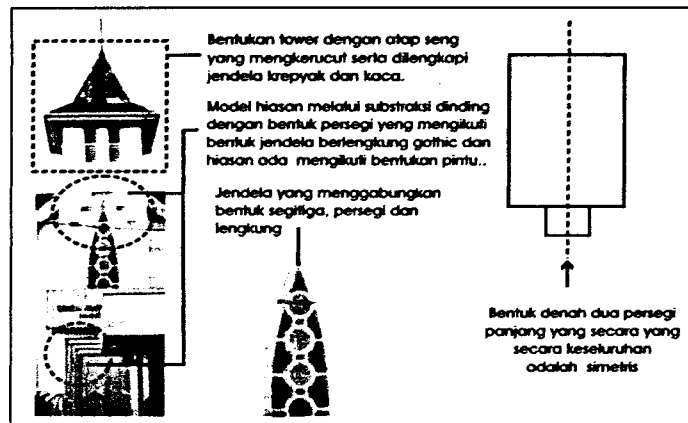 Bentukan tower dengan atap seng
yang mengkerucut serta dilengkapi
jendela krepyak dan kaca.
Model hiasan melalui substraksi dinding
dengan bentuk persegi yeng mengikuti
bentuk jendela berlengkung gothic dan
hiasan ada mengikuti bentukan pintu..
Jendela yang menggabungkan
bentuk segitiga, persegi dan
lengkung
Bentuk denah dua persegi
panjang yang secara yang
secara keseluruhan
adalah simetris